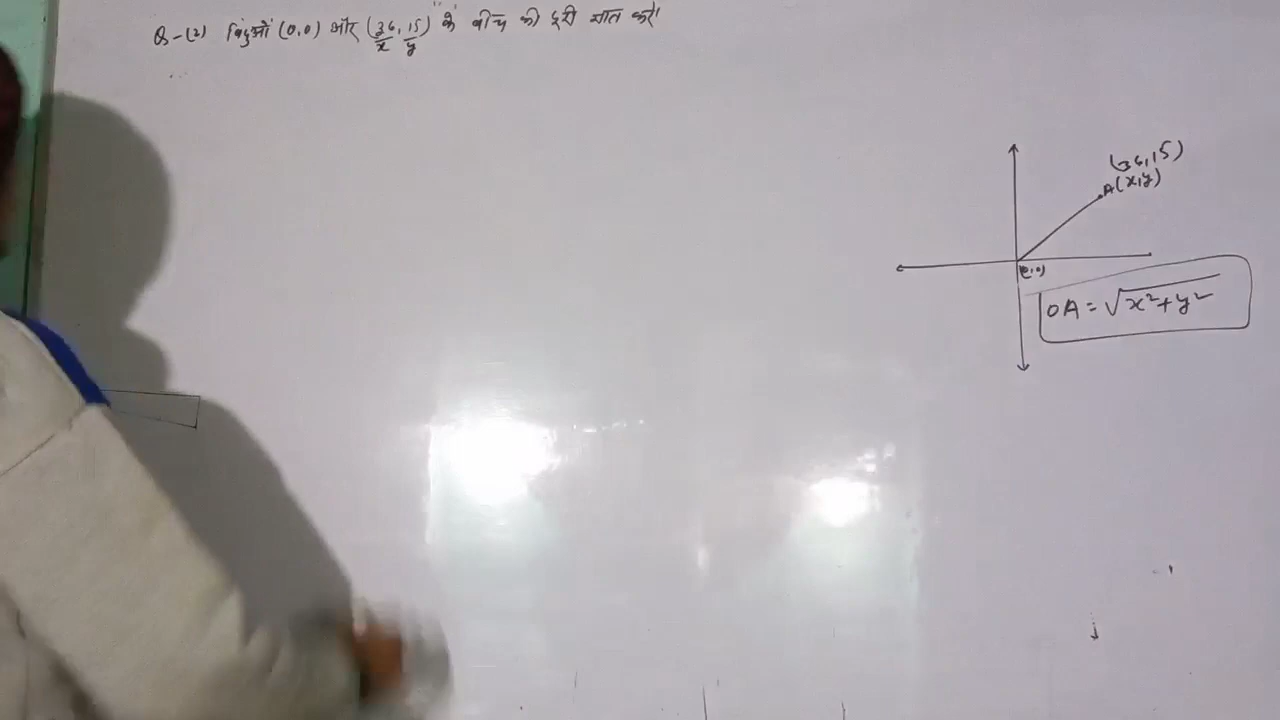 Q-(2) बिंदुओं (0,0) और (36,15) के बीच की दूरी ज्ञात करो
x y
(36,15)
A(x,y)
(0,0)
OA = √x²+y²